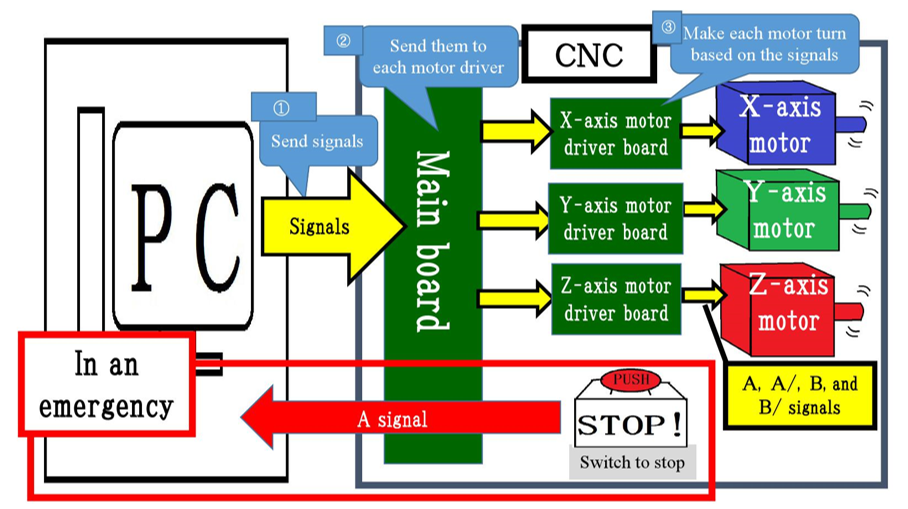 ①
Send signals
②
Send them to
each motor driver
CNC
③
Make each motor turn
based on the signals
PC
Signals
Main board
X-axis motor
driver board
X-axis
motor
Y-axis motor
driver board
Y-axis
motor
Z-axis motor
driver board
Z-axis
motor
A, A/, B, and
B/ signals
In an
emergency
A signal
PUSH
STOP!
Switch to stop